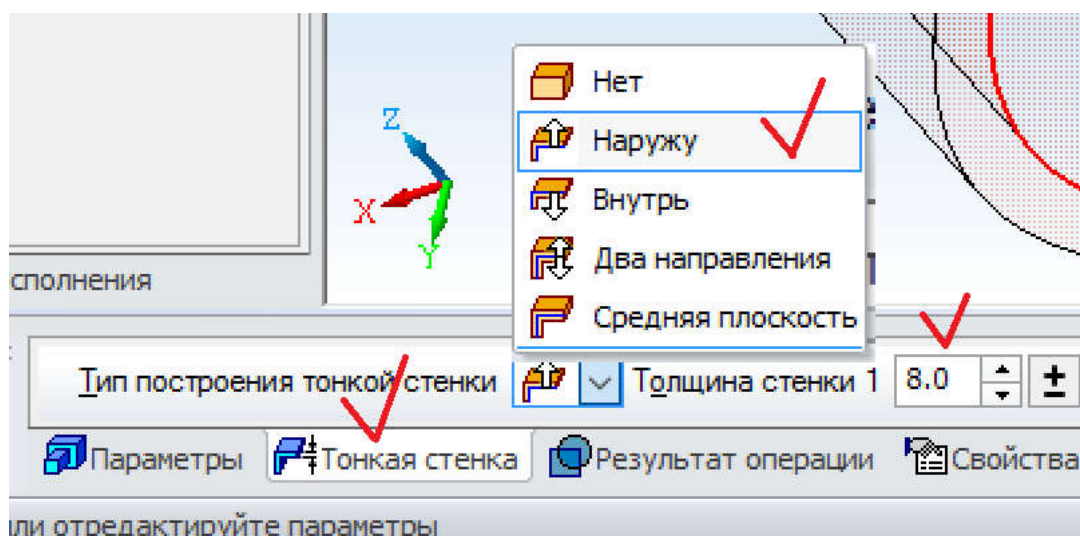 Нет
Z
Наружу
X
Внутрь
Y
Два направления
сполнения
Средняя плоскость
Тип построения тонкой стенки
Толщина стенки 1
8.0
Параметры
Тонкая стенка
Результат операции
Свойства
или отредактируйте параметры